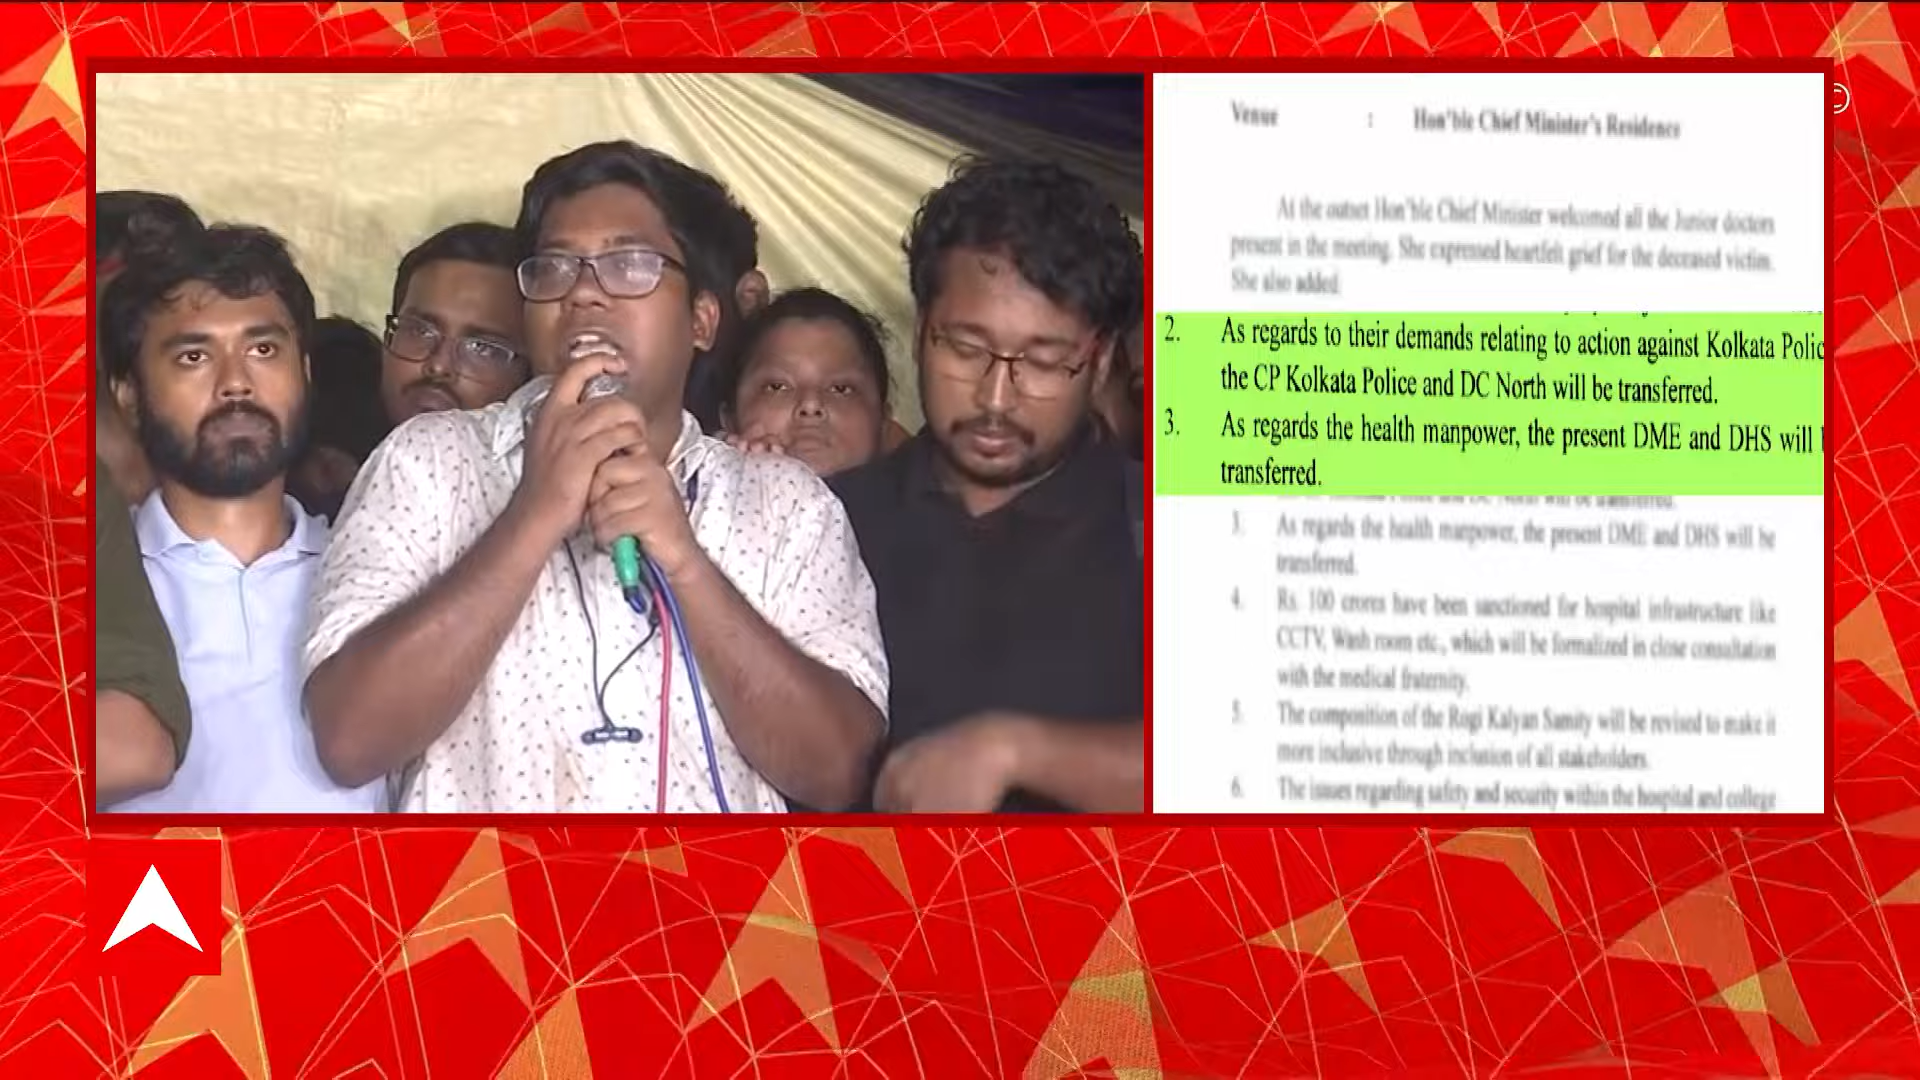 ©
Venue : Hon'ble Chief Minister's Residence
At the outset Hon'ble Chief Minister welcomed all the Junior doctors
present in the meeting. She expressed heartfelt grief for the deceased victim.
She also added
2. As regards to their demands relating to action against Kolkata Polic
the CP Kolkata Police and DC North will be transferred.
3. As regards the health manpower, the present DME and DHS will
transferred.
and DC North will be transferred.
3. As regards the health manpower, the present DME and DHS will be
transferred.
4. Rs. 100 crores have been sanctioned for hospital infrastructure like
CCTV, Wash room etc., which will be formalized in close consultation
with the medical fraternity.
5. The composition of the Rogi Kalyan Samity will be revised to make it
more inclusive through inclusion of all stakeholders.
6. The issues regarding safety and security within the hospital and college